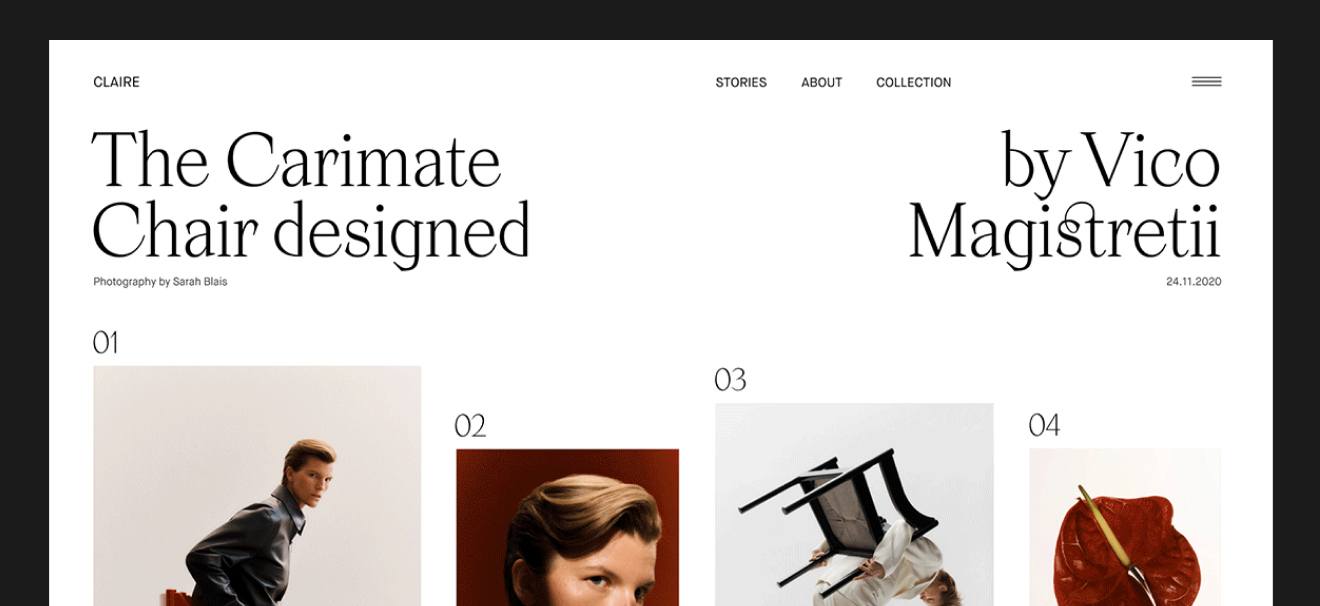 CLAIRE
STORIES ABOUT COLLECTION
The Carimate
Chair designed
by Vico
Magistretii
Photography by Sarah Blais
24.11.2020
01
02
03
04